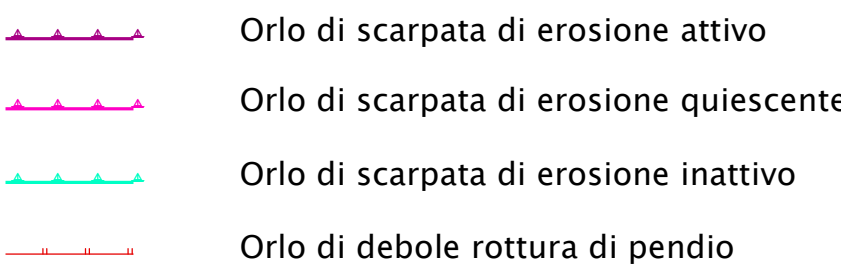 Orlo di scarpata di erosione attivo
Orlo di scarpata di erosione quiescente
Orlo di scarpata di erosione inattivo
Orlo di debole rottura di pendio